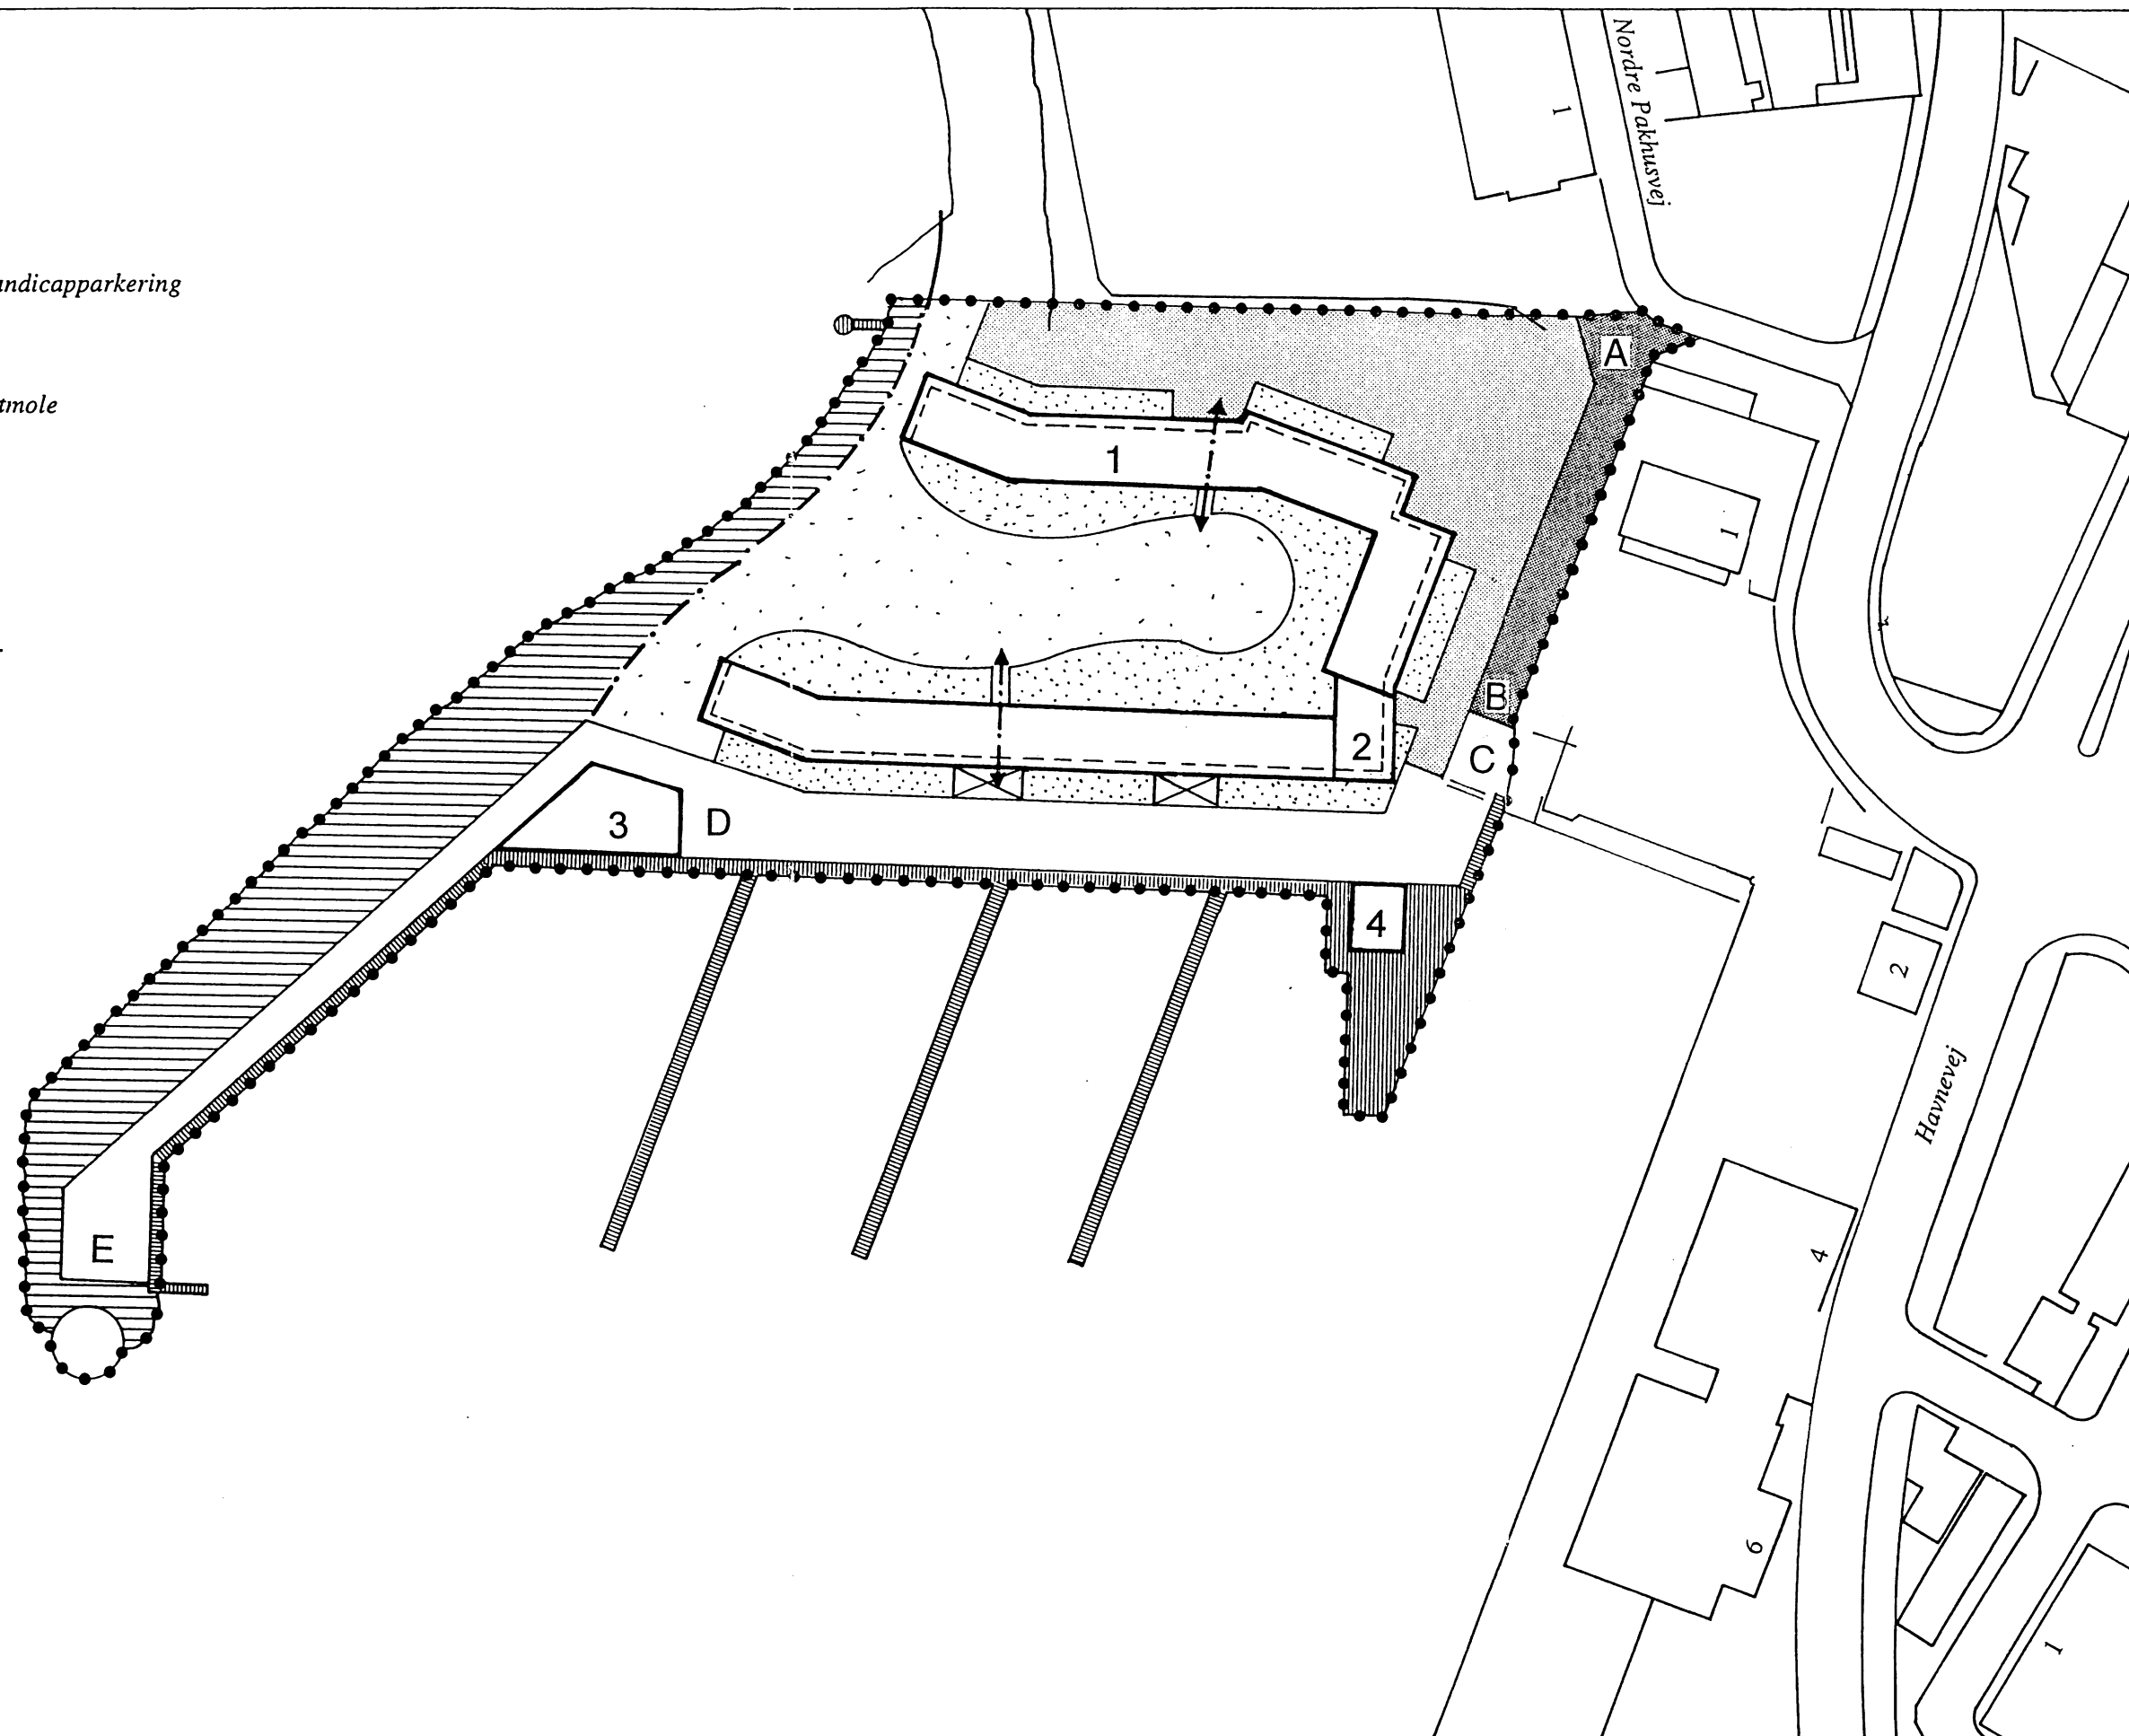 Nordre Pakhusvej
1
andicapparkering
A
tmole
1
1
B
2
C
3
D
4
2
Havnevej
E
4
6
1